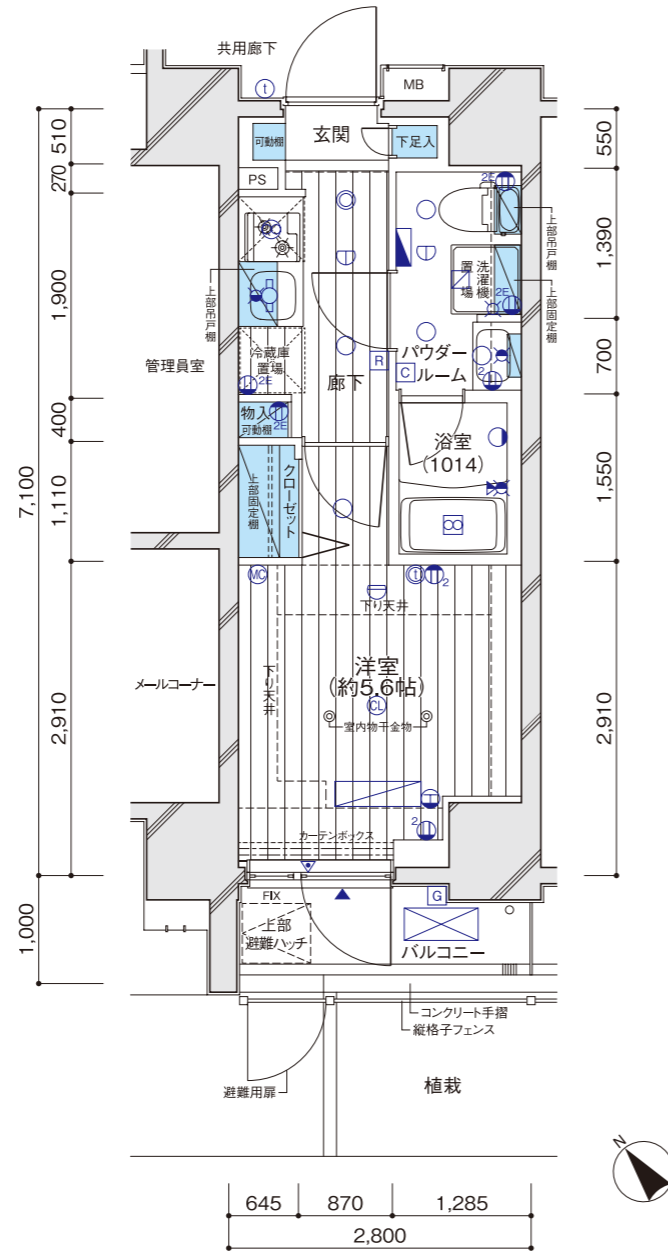 共用廊下
MB
t
510
270
1,900
400
1,110
2,910
7,100
1,000
550
1,390
700
1,550
2,910
可動棚
玄関
下足入
PS
2E
上部吊戸棚
上部固定棚
洗濯機
置場
2E
上部吊戸棚
管理員室
冷蔵庫
置場
2E
廊下
R
C
パウダー
ルーム
2
物入
可動棚
2E
浴室
(1014)
クローゼット
上部固定棚
MC
t
2
下り天井
下り天井
洋室
(約5.6帖)
CL
室内物干金物
メールコーナー
2
カーテンボックス
FIX
G
上部
避難ハッチ
バルコニー
コンクリート手摺
縦格子フェンス
避難用扉
植栽
N
645
870
1,285
2,800